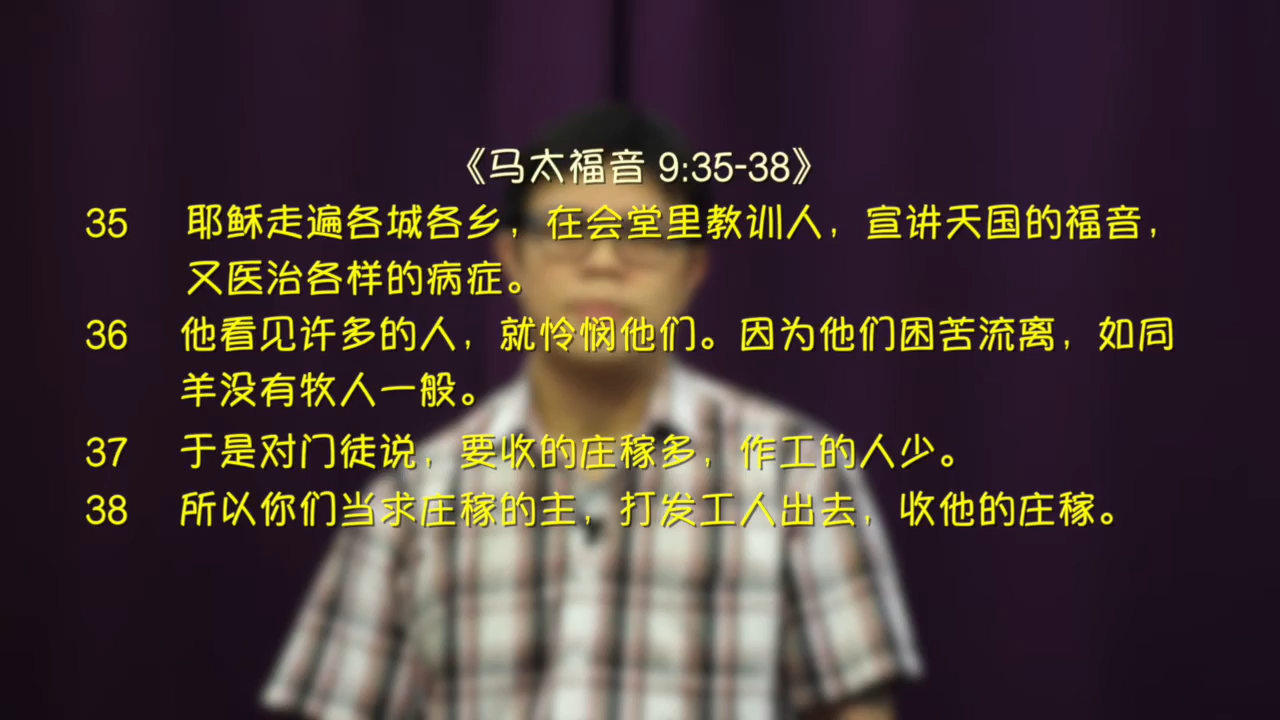 《马太福音 9:35-38》
35 耶稣走遍各城各乡，在会堂里教训人，宣讲天国的福音，
又医治各样的病症。
36 他看见许多的人，就怜悯他们。因为他们困苦流离，如同
羊没有牧人一般。
37 于是对门徒说，要收的庄稼多，作工的人少。
38 所以你们当求庄稼的主，打发工人出去，收他的庄稼。